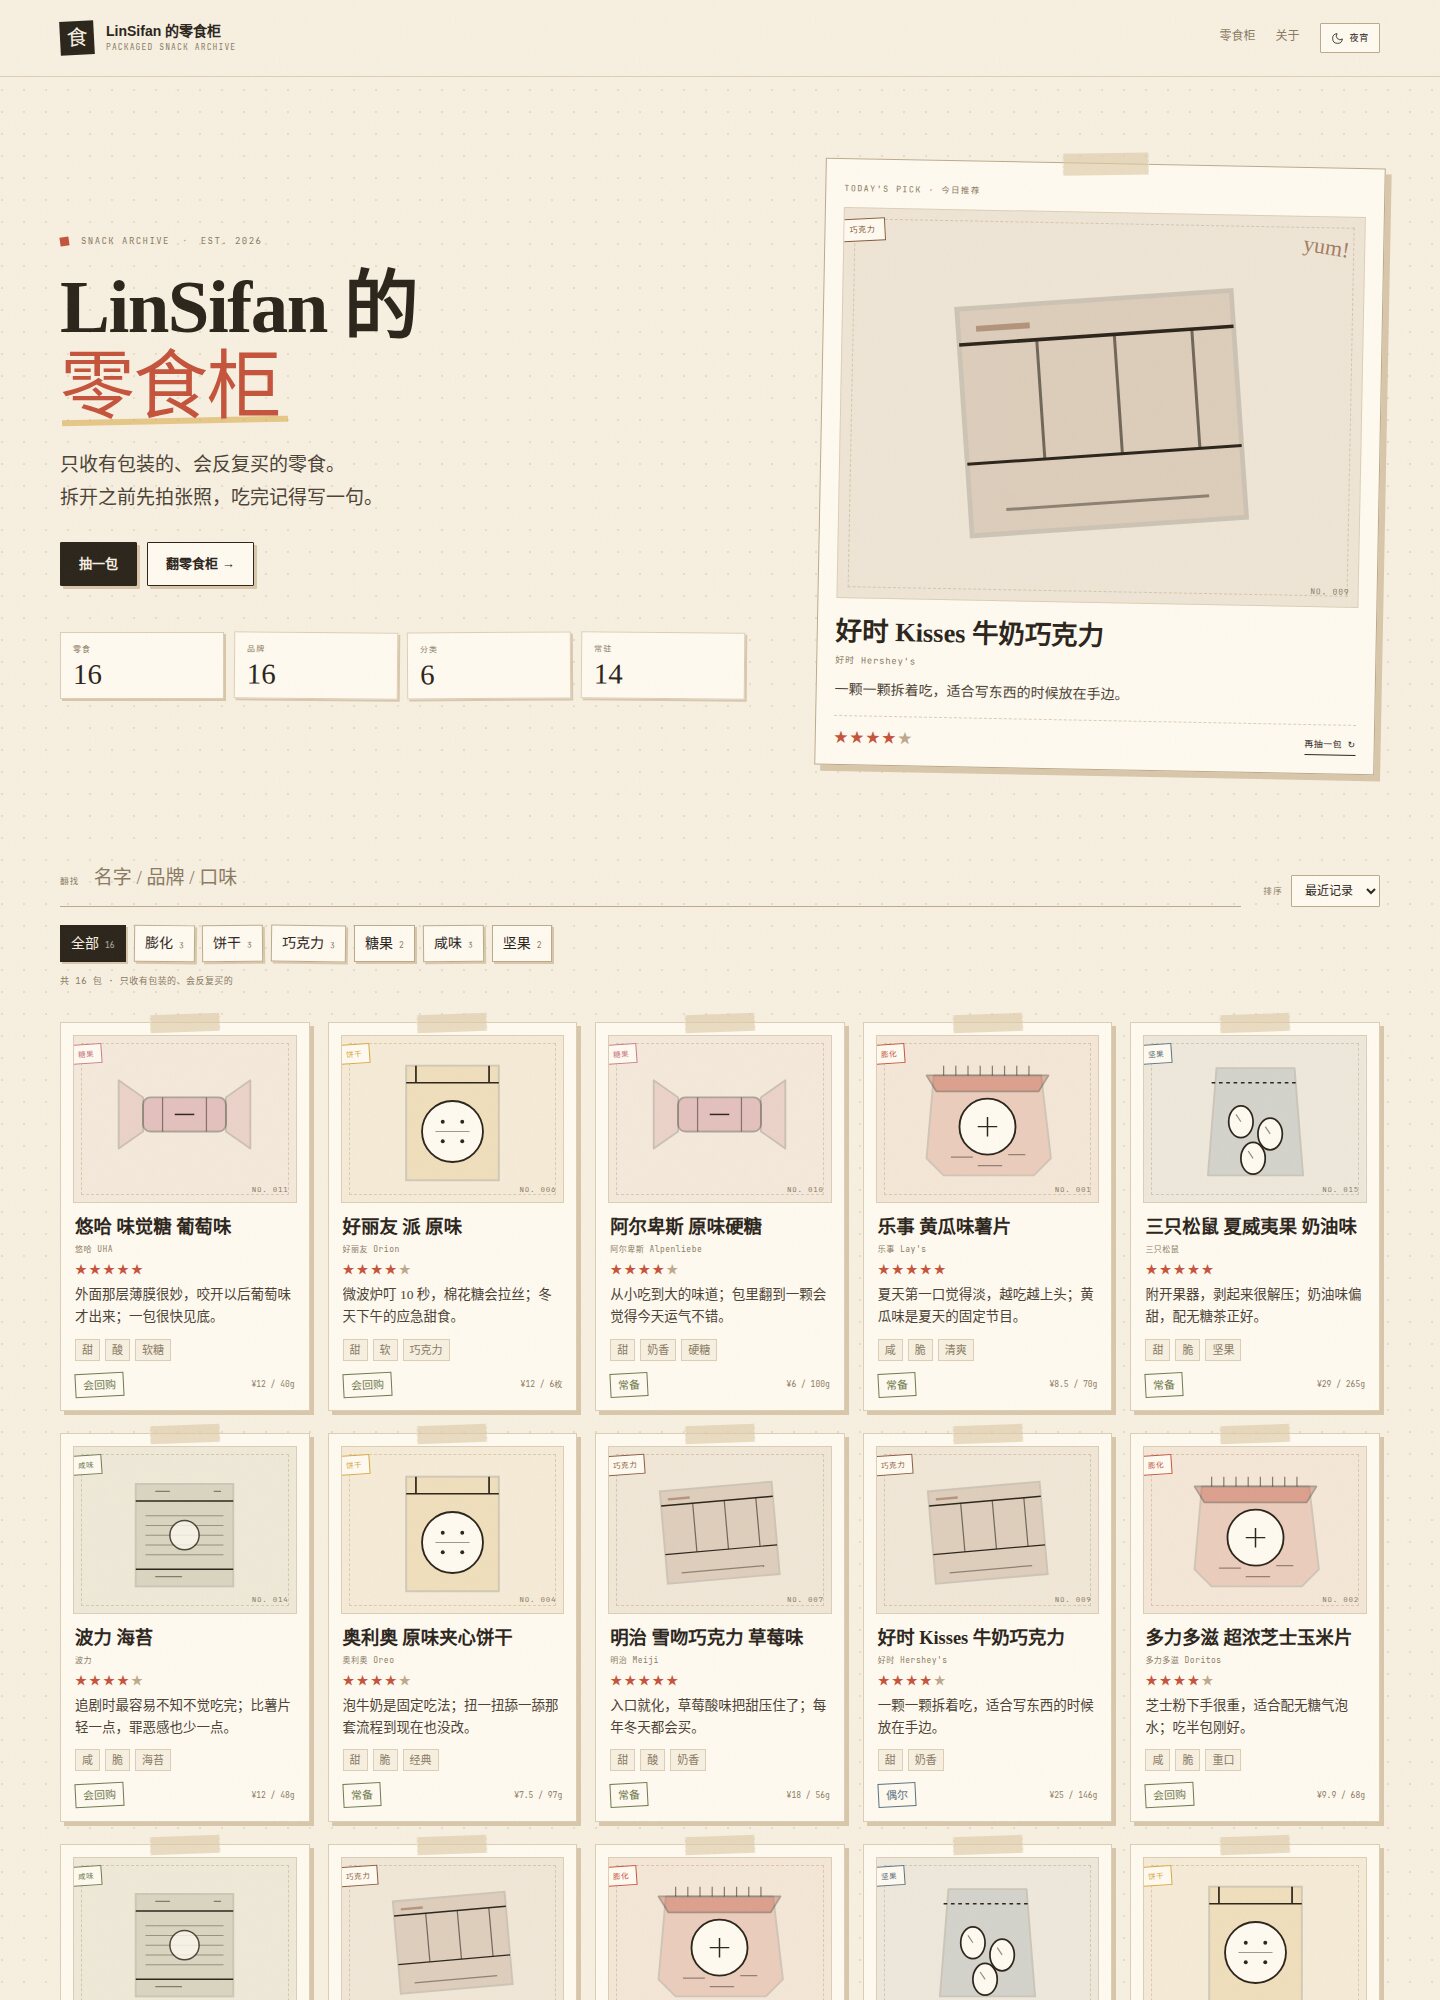 食
LinSifan 的零食柜
PACKAGED SNACK ARCHIVE
零食柜
关于
夜宵
SNACK ARCHIVE · EST. 2026
LinSifan 的
零食柜
只收有包装的、会反复买的零食。
拆开之前先拍张照，吃完记得写一句。
抽一包
翻零食柜 →
零食
16
品牌
16
分类
6
常驻
14
TODAY'S PICK · 今日推荐
巧克力
yum!
NO. 009
好时 Kisses 牛奶巧克力
好时 Hershey's
一颗一颗拆着吃，适合写东西的时候放在手边。
★★★★★
再抽一包 ↻
翻找
名字 / 品牌 / 口味
排序
最近记录
全部 16
膨化 3
饼干 3
巧克力 3
糖果 2
咸味 3
坚果 2
共 16 包 · 只收有包装的、会反复买的
糖果
NO. 011
悠哈 味觉糖 葡萄味
悠哈 UHA
★★★★★
外面那层薄膜很妙，咬开以后葡萄味
才出来；一包很快见底。
甜 酸 软糖
会回购
¥12 / 40g
饼干
NO. 006
好丽友 派 原味
好丽友 Orion
★★★★★
微波炉叮 10 秒，棉花糖会拉丝；冬
天下午的应急甜食。
甜 软 巧克力
会回购
¥12 / 6枚
糖果
NO. 010
阿尔卑斯 原味硬糖
阿尔卑斯 Alpenliebe
★★★★★
从小吃到大的味道；包里翻到一颗会
觉得今天运气不错。
甜 奶香 硬糖
常备
¥6 / 100g
膨化
NO. 001
乐事 黄瓜味薯片
乐事 Lay's
★★★★★
夏天第一口觉得淡，越吃越上头；黄
瓜味是夏天的固定节目。
咸 脆 清爽
常备
¥8.5 / 70g
坚果
NO. 015
三只松鼠 夏威夷果 奶油味
三只松鼠
★★★★★
附开果器，剥起来很解压；奶油味偏
甜，配无糖茶正好。
甜 脆 坚果
常备
¥29 / 265g
咸味
NO. 014
波力 海苔
波力
★★★★★
追剧时最容易不知不觉吃完；比薯片
轻一点，罪恶感也少一点。
咸 脆 海苔
会回购
¥12 / 40g
饼干
NO. 004
奥利奥 原味夹心饼干
奥利奥 Oreo
★★★★★
泡牛奶是固定吃法；扭一扭舔一舔那
套流程到现在也没改。
甜 脆 经典
常备
¥7.5 / 97g
巧克力
NO. 007
明治 雪吻巧克力 草莓味
明治 Meiji
★★★★★
入口就化，草莓酸味把甜压住了；每
年冬天都会买。
甜 酸 奶香
常备
¥18 / 56g
巧克力
NO. 009
好时 Kisses 牛奶巧克力
好时 Hershey's
★★★★★
一颗一颗拆着吃，适合写东西的时候
放在手边。
甜 奶香
偶尔
¥25 / 146g
膨化
NO. 002
多力多滋 超浓芝士玉米片
多力多滋 Doritos
★★★★★
芝士粉下手很重，适合配无糖气泡
水；吃半包刚好。
咸 脆 重口
会回购
¥9.9 / 68g
咸味
巧克力
膨化
坚果
饼干